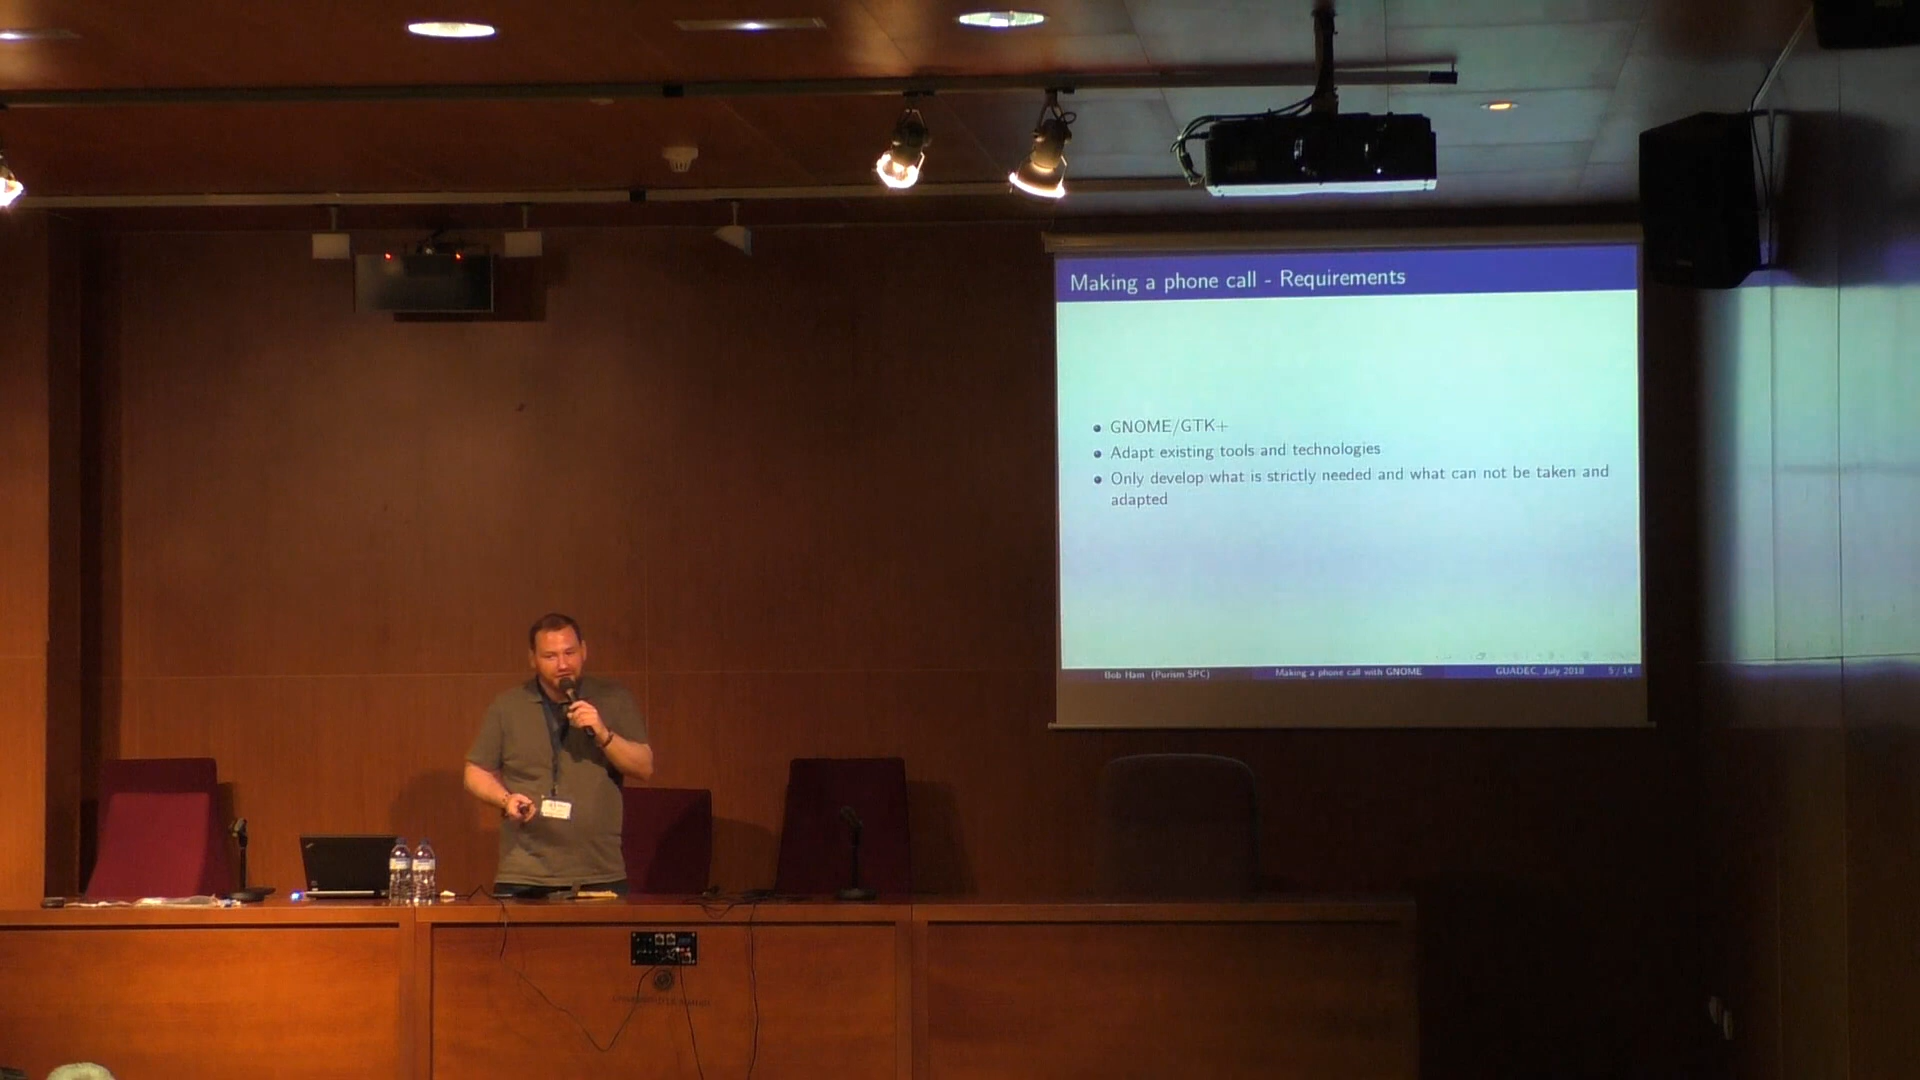 Making a phone call - Requirements
GNOME/GTK+
Adapt existing tools and technologies
Only develop what is strictly needed and what can not be taken and
adapted
Bob Ham (Purism SPC) Making a phone call with GNOME GUADEC, July 2018 5 / 14